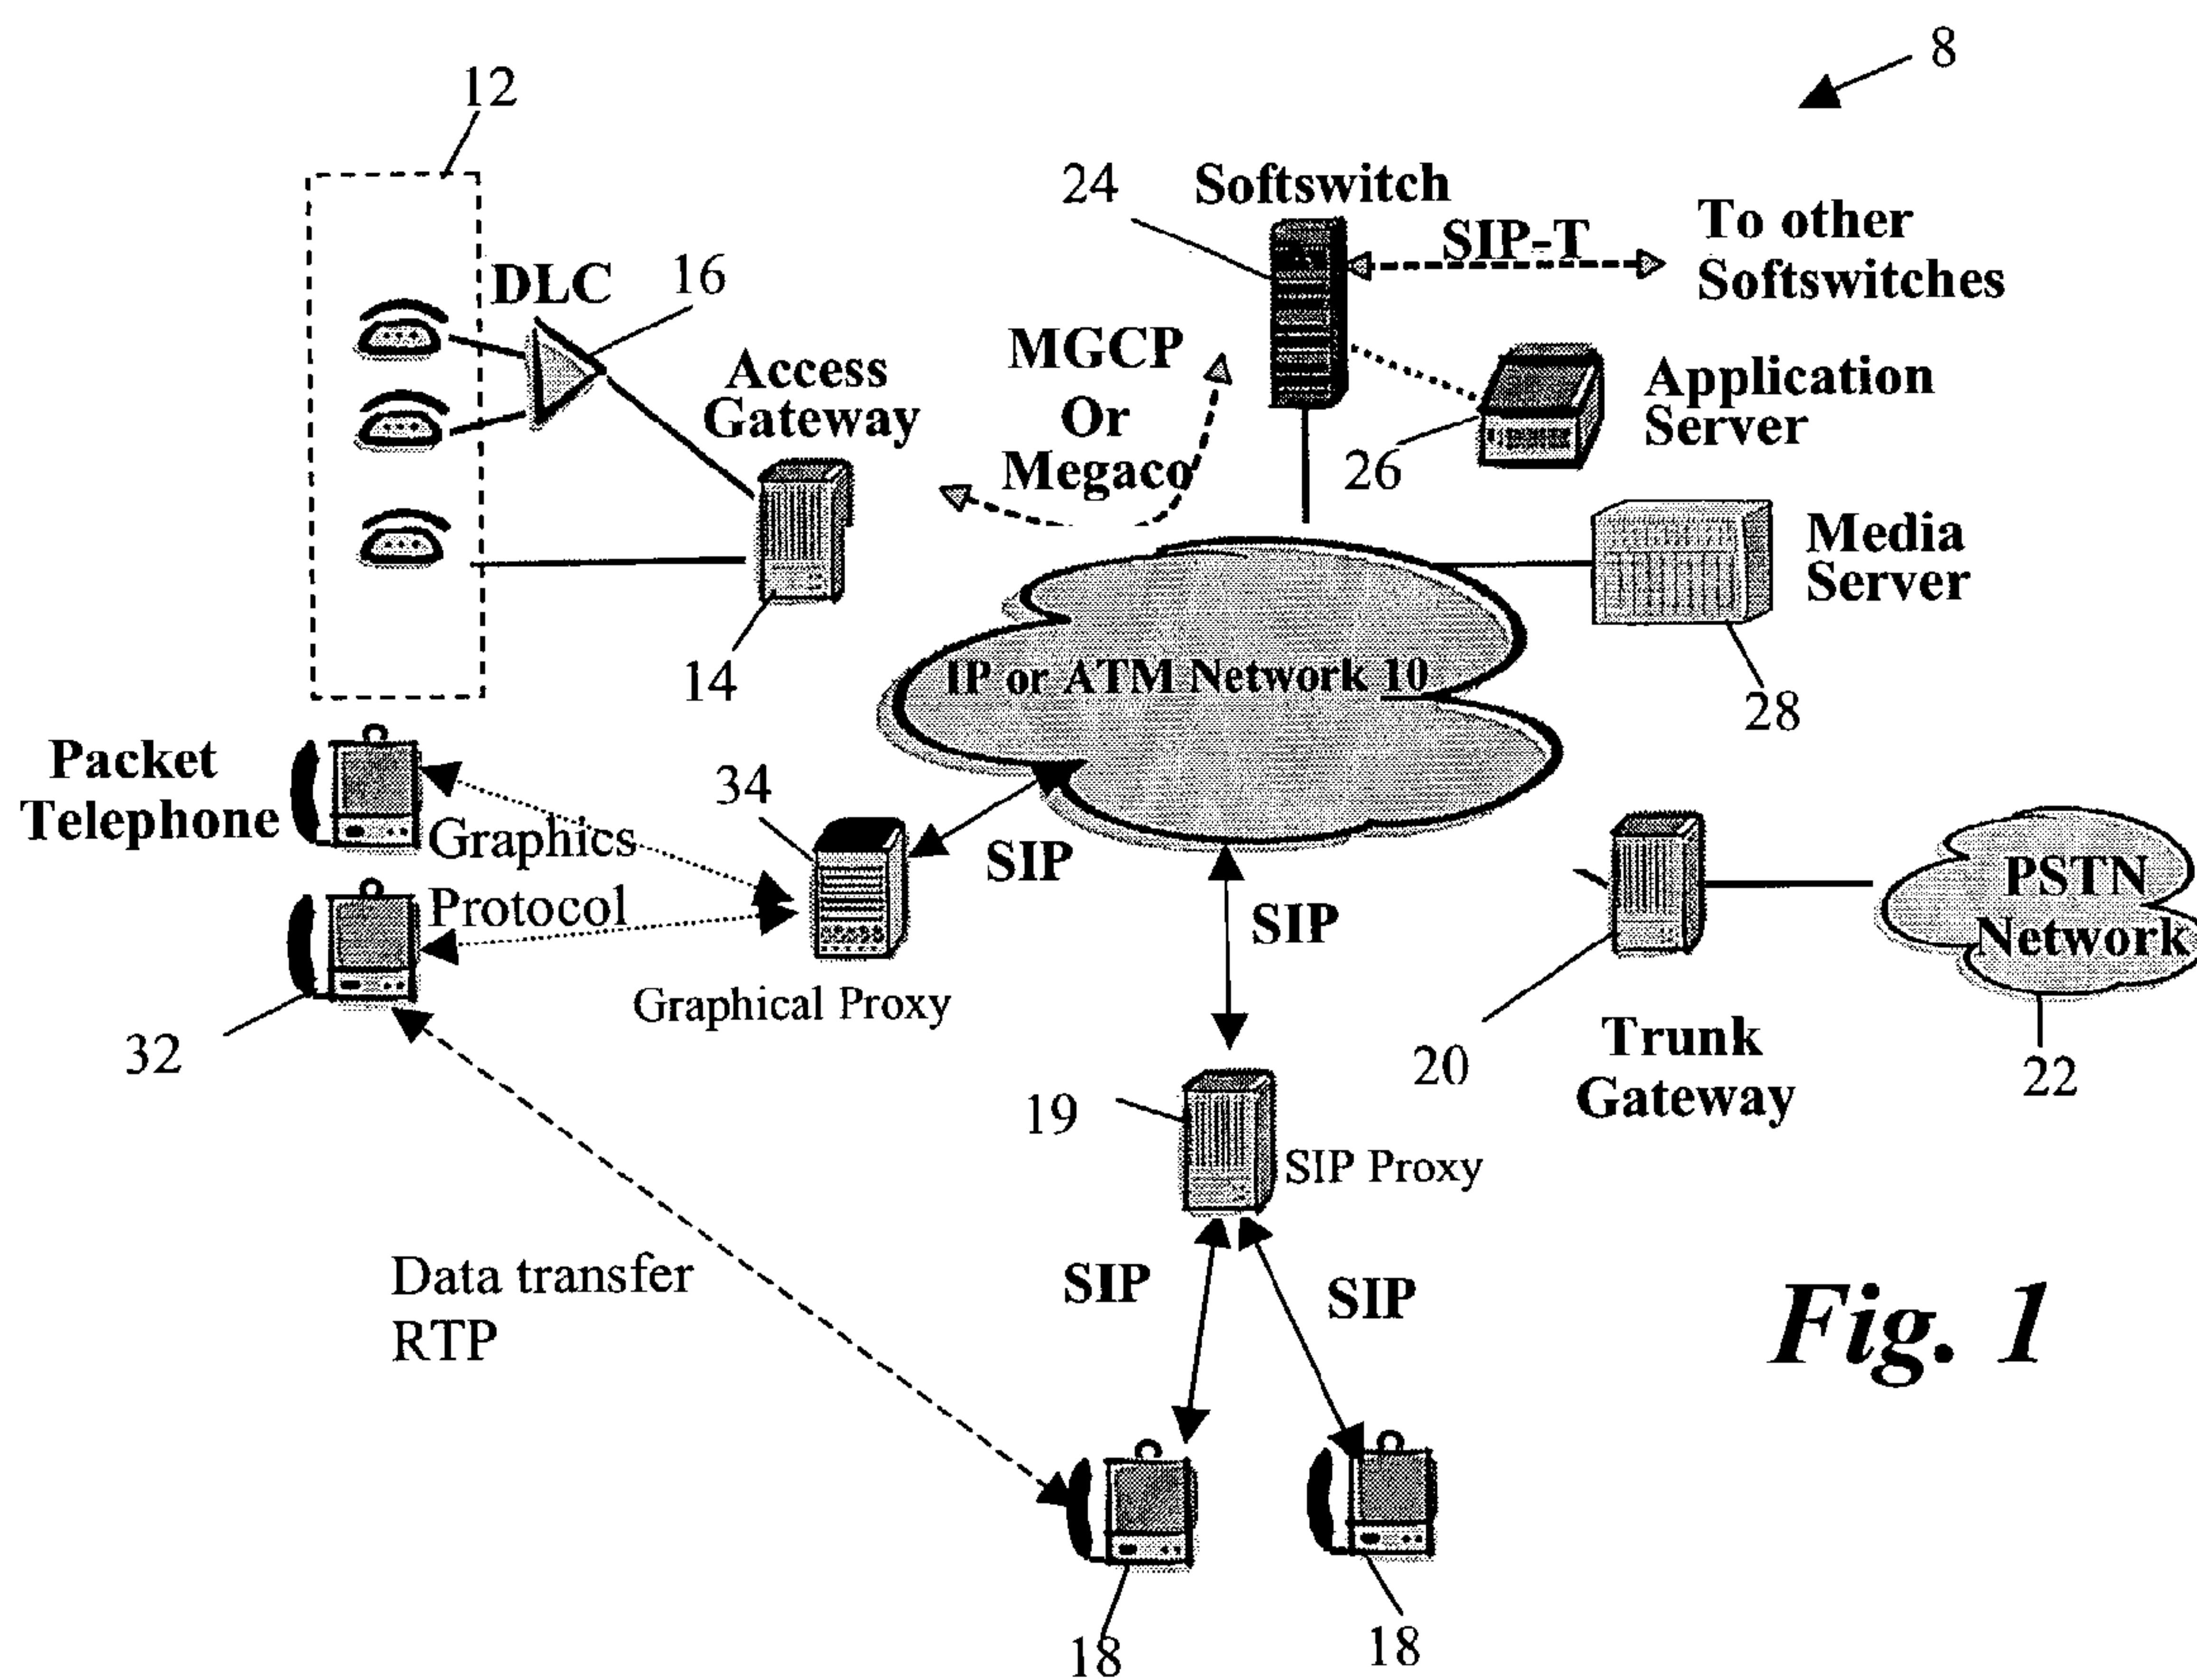 8
12
24
Softswitch
SIP-T
To other
Softswitches
DLC
16
MGCP
Or
Megaco
Access
Gateway
Application
Server
26
14
Media
Server
28
IP or ATM Network 10
Packet
Telephone
Graphics
Protocol
34
SIP
Graphical Proxy
32
SIP
PSTN
Network
20
Trunk
Gateway
22
19
SIP Proxy
Data transfer
RTP
SIP
SIP
Fig. 1
18
18